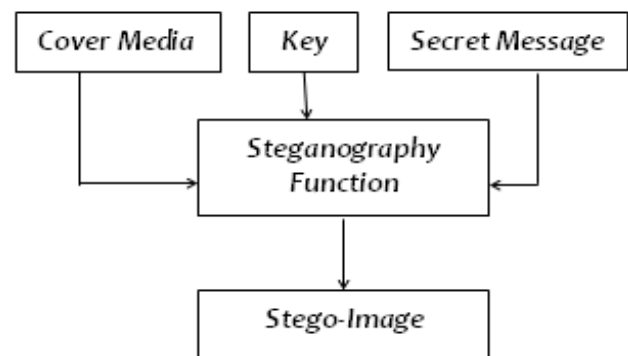 Cover Media
Key
Secret Message
Steganography
Function
Stego-Image